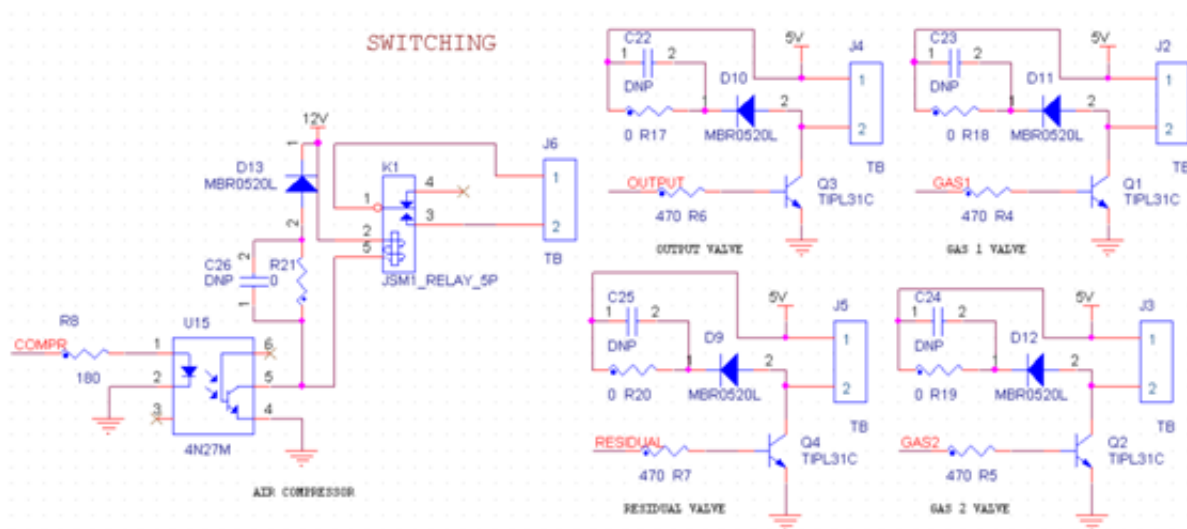 SWITCHING
12V
D13
MBR0520L
1
2
C26
DNP
2
1
R21
0
K1
1
4
3
2
5
JSM1_RELAY_5P
J6
1
2
TB
R8
COMPR
180
U15
1
2
3
6
5
4
4N27M
AIR COMPRESSOR
C22
1 2
DNP
0 R17
D10
1 2
MBR0520L
5V
J4
1
2
TB
OUTPUT
470 R6
Q3
TIPL31C
OUTPUT VALVE
C23
1 2
DNP
0 R18
D11
1 2
MBR0520L
5V
J2
1
2
TB
GAS1
470 R4
Q1
TIPL31C
GAS 1 VALVE
C25
1 2
DNP
0 R20
D9
1 2
MBR0520L
5V
J5
1
2
TB
RESIDUAL
470 R7
Q4
TIPL31C
RESIDUAL VALVE
C24
1 2
DNP
0 R19
D12
1 2
MBR0520L
5V
J3
1
2
TB
GAS2
470 R5
Q2
TIPL31C
GAS 2 VALVE